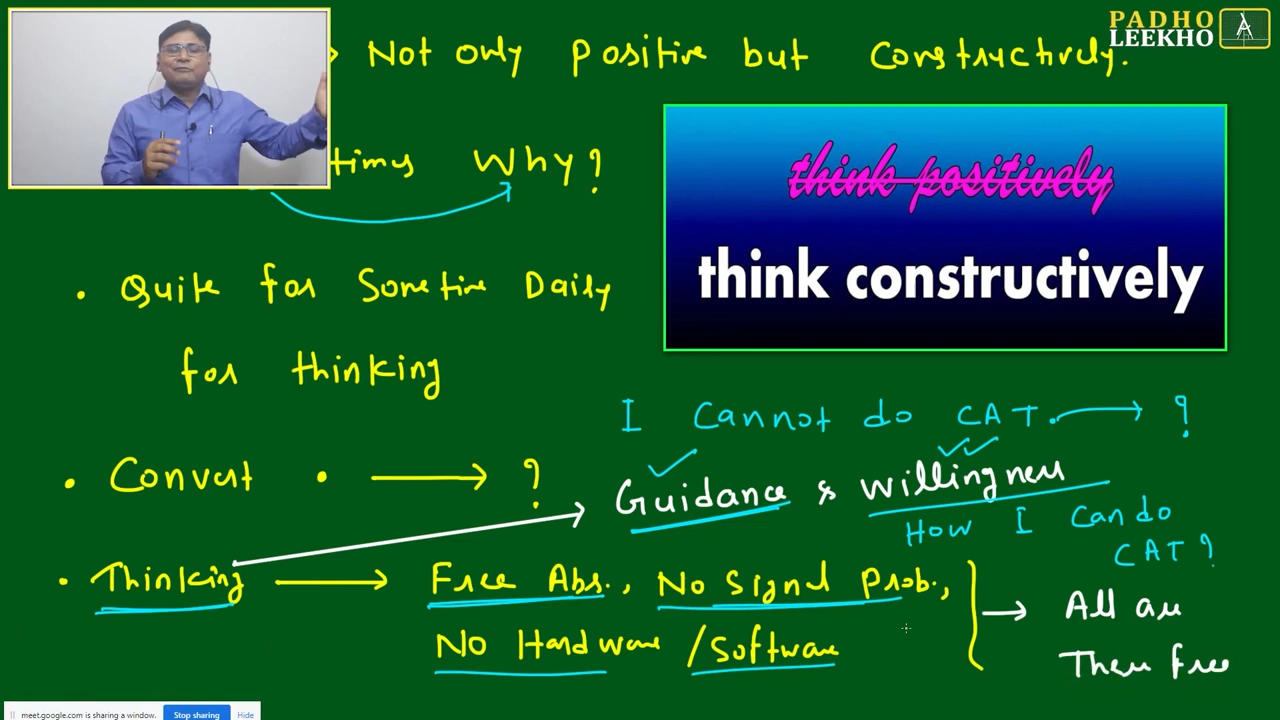 PADHO
LEEKHO
Not only positive but Constructively.
times Why?
think positively
think constructively
• Quite for Sometime Daily
for thinking
I Cannot do CAT. → ?
• Convert • → ?
Guidance & Willingness
How I Can do
CAT?
• Thinking → Free Abs., No Signal Prob.,
No Hardware / Software
→ All are
There free
meet.google.com is sharing a window.
Stop sharing
Hide